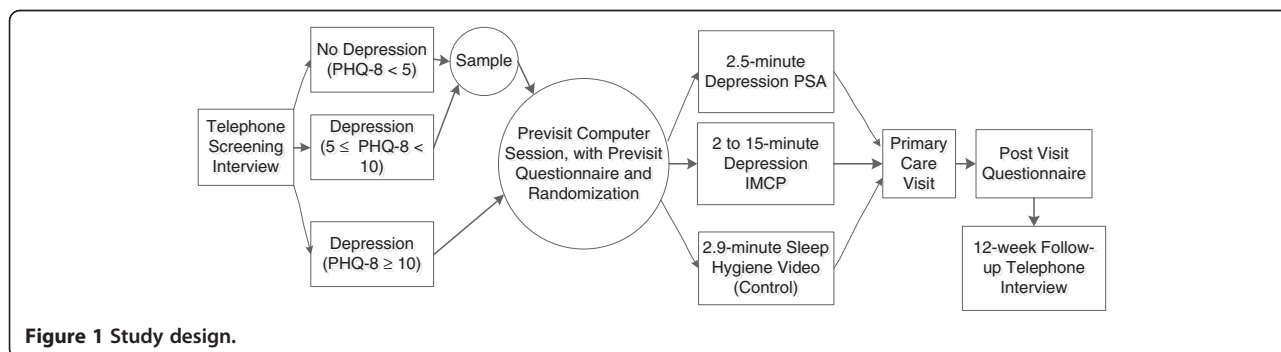 No Depression
(PHQ-8 < 5)
Sample
Telephone
Screening
Interview
Depression
(5 ≤ PHQ-8 <
10)
Depression
(PHQ-8 ≥ 10)
Previsit Computer
Session, with Previsit
Questionnaire and
Randomization
2.5-minute
Depression PSA
2 to 15-minute
Depression
IMCP
2.9-minute Sleep
Hygiene Video
(Control)
Primary
Care
Visit
Post Visit
Questionnaire
12-week Follow-
up Telephone
Interview
Figure 1 Study design.